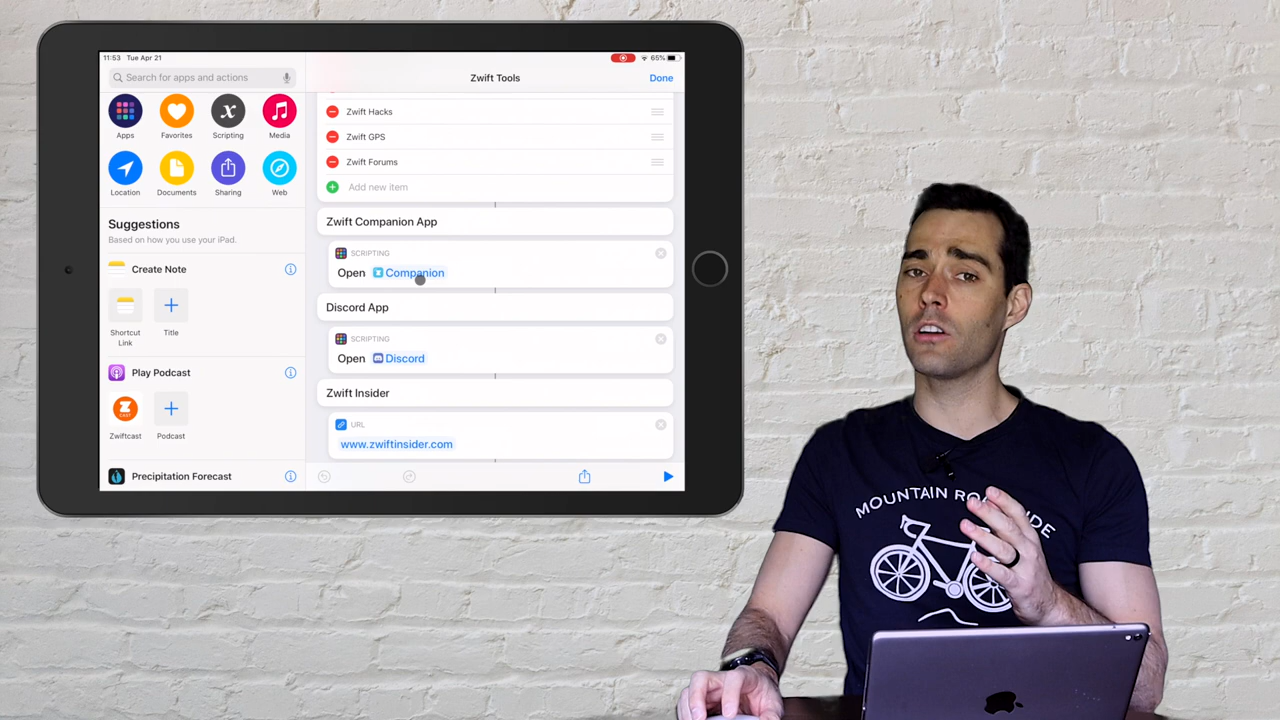 11:53 Tue Apr 21
65%
Search for apps and actions
Zwift Tools
Done
Apps
Favorites
Scripting
Media
Location
Documents
Sharing
Web
Suggestions
Based on how you use your iPad.
Create Note
Shortcut
Link
Title
Play Podcast
CAST
Zwiftcast
Podcast
Precipitation Forecast
Zwift Hacks
Zwift GPS
Zwift Forums
Add new item
Zwift Companion App
SCRIPTING
Open Companion
Discord App
SCRIPTING
Open Discord
Zwift Insider
URL
www.zwiftinsider.com
MOUNTAIN